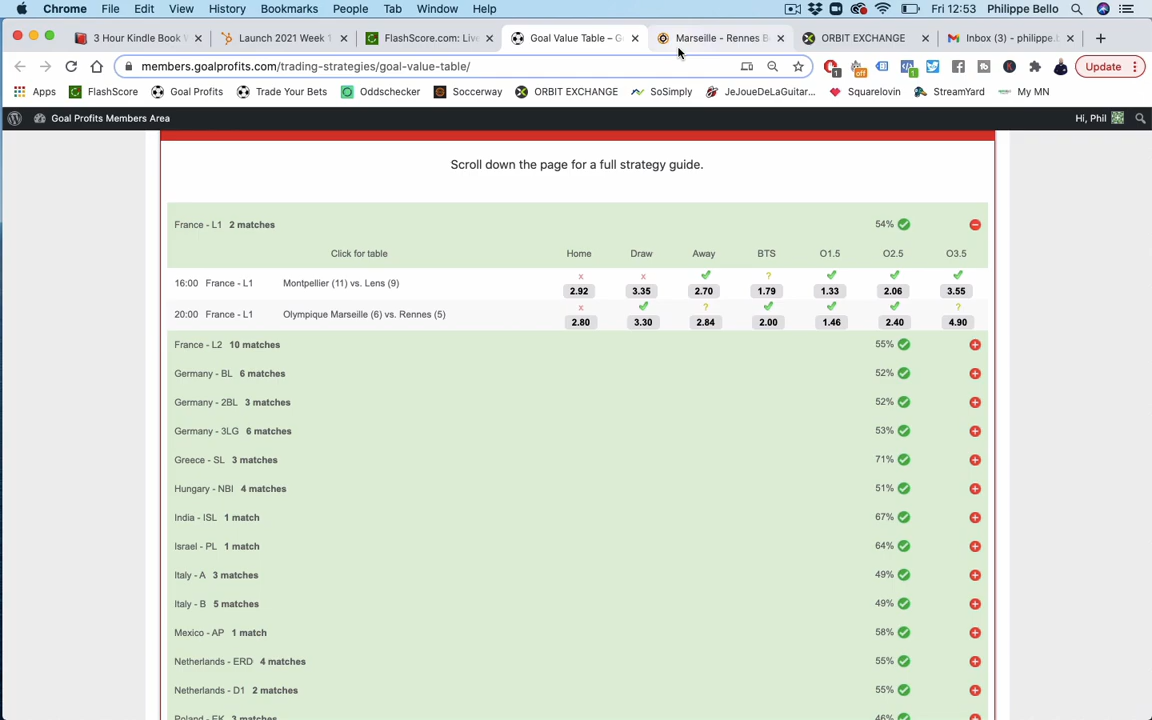 Chrome File Edit View History Bookmarks People Tab Window Help Fri 12:53 Philippe Bello
3 Hour Kindle Book W Launch 2021 Week 1 FlashScore.com: Live Goal Value Table – G Marseille - Rennes B ORBIT EXCHANGE Inbox (3) - philippe.b
members.goalprofits.com/trading-strategies/goal-value-table/ Update
Apps FlashScore Goal Profits Trade Your Bets Oddschecker Soccerway ORBIT EXCHANGE SoSimply JeJoueDeLaGuitar... Squarelovin StreamYard My MN
Goal Profits Members Area Hi, Phil
Scroll down the page for a full strategy guide.
France - L1 2 matches 54%
Click for table Home Draw Away BTS O1.5 O2.5 O3.5
x x ?
16:00 France - L1 Montpellier (11) vs. Lens (9) 2.92 3.35 2.70 1.79 1.33 2.06 3.55
x ? ?
20:00 France - L1 Olympique Marseille (6) vs. Rennes (5) 2.80 3.30 2.84 2.00 1.46 2.40 4.90
France - L2 10 matches 55%
Germany - BL 6 matches 52%
Germany - 2BL 3 matches 52%
Germany - 3LG 6 matches 53%
Greece - SL 3 matches 71%
Hungary - NBI 4 matches 51%
India - ISL 1 match 67%
Israel - PL 1 match 64%
Italy - A 3 matches 49%
Italy - B 5 matches 49%
Mexico - AP 1 match 58%
Netherlands - ERD 4 matches 55%
Netherlands - D1 2 matches 55%
Poland - EK 3 matches 46%